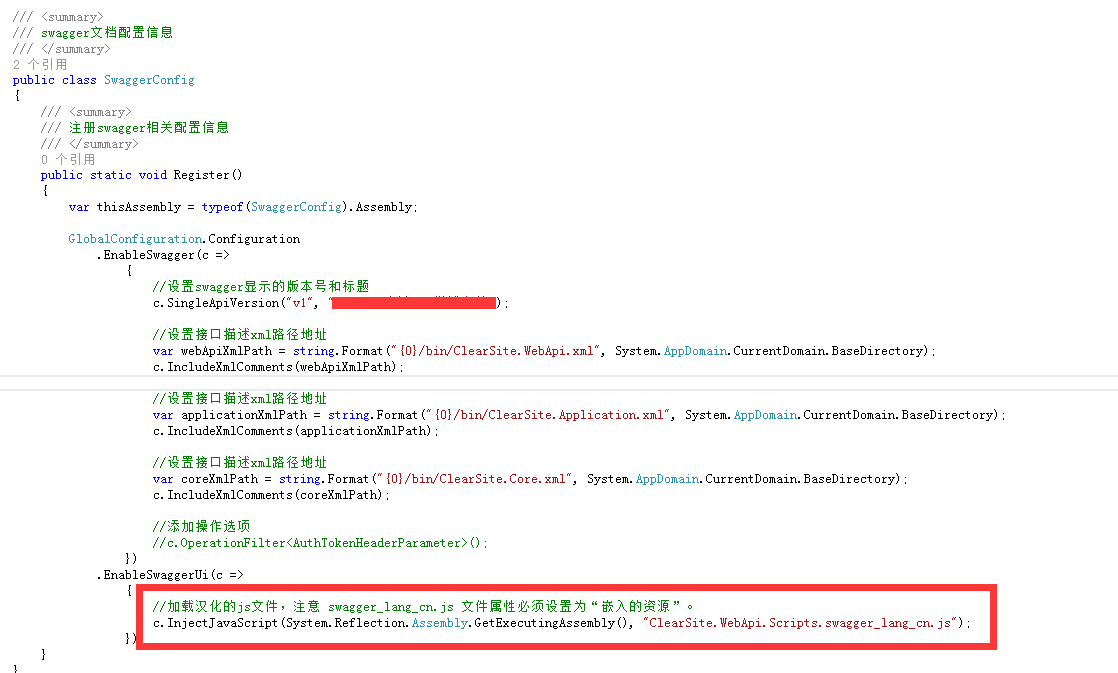 /// <summary>
/// swagger文档配置信息
/// </summary>
2 个引用
public class SwaggerConfig
{
/// <summary>
/// 注册swagger相关配置信息
/// </summary>
0 个引用
public static void Register()
{
var thisAssembly = typeof(SwaggerConfig).Assembly;
GlobalConfiguration.Configuration
.EnableSwagger(c =>
{
//设置swagger显示的版本号和标题
c.SingleApiVersion("v1", ");
//设置接口描述xml路径地址
var webApiXmlPath = string.Format("{0}/bin/ClearSite.WebApi.xml", System.AppDomain.CurrentDomain.BaseDirectory);
c.IncludeXmlComments(webApiXmlPath);
//设置接口描述xml路径地址
var applicationXmlPath = string.Format("{0}/bin/ClearSite.Application.xml", System.AppDomain.CurrentDomain.BaseDirectory);
c.IncludeXmlComments(applicationXmlPath);
//设置接口描述xml路径地址
var coreXmlPath = string.Format("{0}/bin/ClearSite.Core.xml", System.AppDomain.CurrentDomain.BaseDirectory);
c.IncludeXmlComments(coreXmlPath);
//添加操作选项
//c.OperationFilter<AuthTokenHeaderParameter>();
})
.EnableSwaggerUi(c =>
{
//加载汉化的js文件，注意 swagger_lang_cn.js 文件属性必须设置为“嵌入的资源”。
c.InjectJavaScript(System.Reflection.Assembly.GetExecutingAssembly(), "ClearSite.WebApi.Scripts.swagger_lang_cn.js");
})
}
}